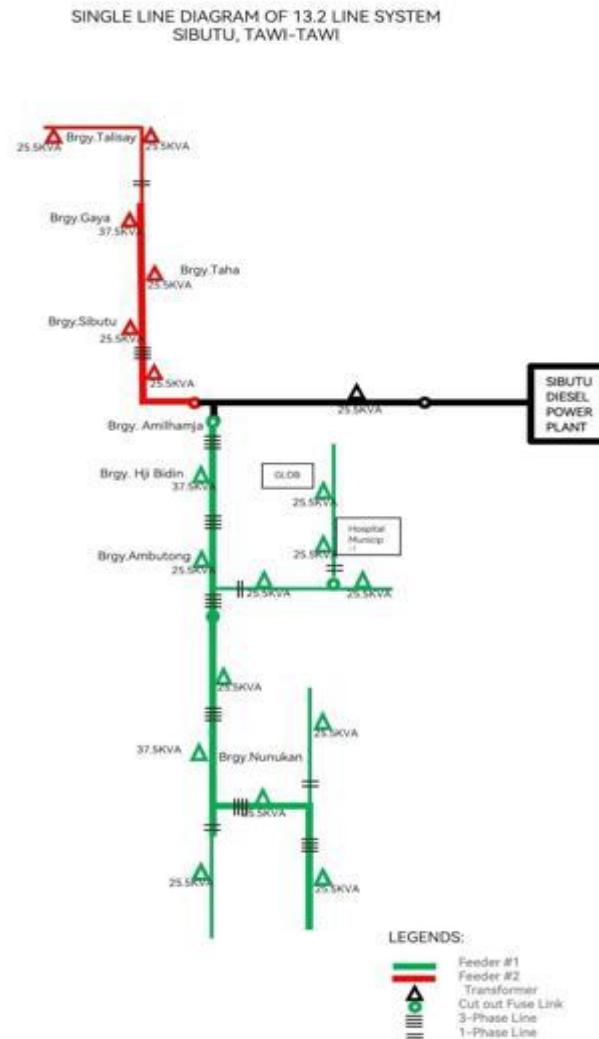 SINGLE LINE DIAGRAM OF 13.2 LINE SYSTEM
SIBUTU, TAWI-TAWI
Brgy.Talisay
25.5KVA
25.5KVA
Brgy.Gaya
37.5KVA
Brgy.Taha
25.5KVA
Brgy.Sibutu
25.5KVA
25.5KVA
25.5KVA
SIBUTU
DIESEL
POWER
PLANT
Brgy. Amilhamja
Brgy. Hji Bidin
37.5KVA
GLOB
25.5KVA
Hospital
Municip
Brgy.Ambutong
25.5KVA
25.5KVA
25.5KVA
25.5KVA
25.5KVA
37.5KVA
25.5KVA
Brgy.Nunukan
25.5KVA
25.5KVA
25.5KVA
LEGENDS:
Feeder #1
Feeder #2
Transformer
Cut out Fuse Link
3-Phase Line
1-Phase Line